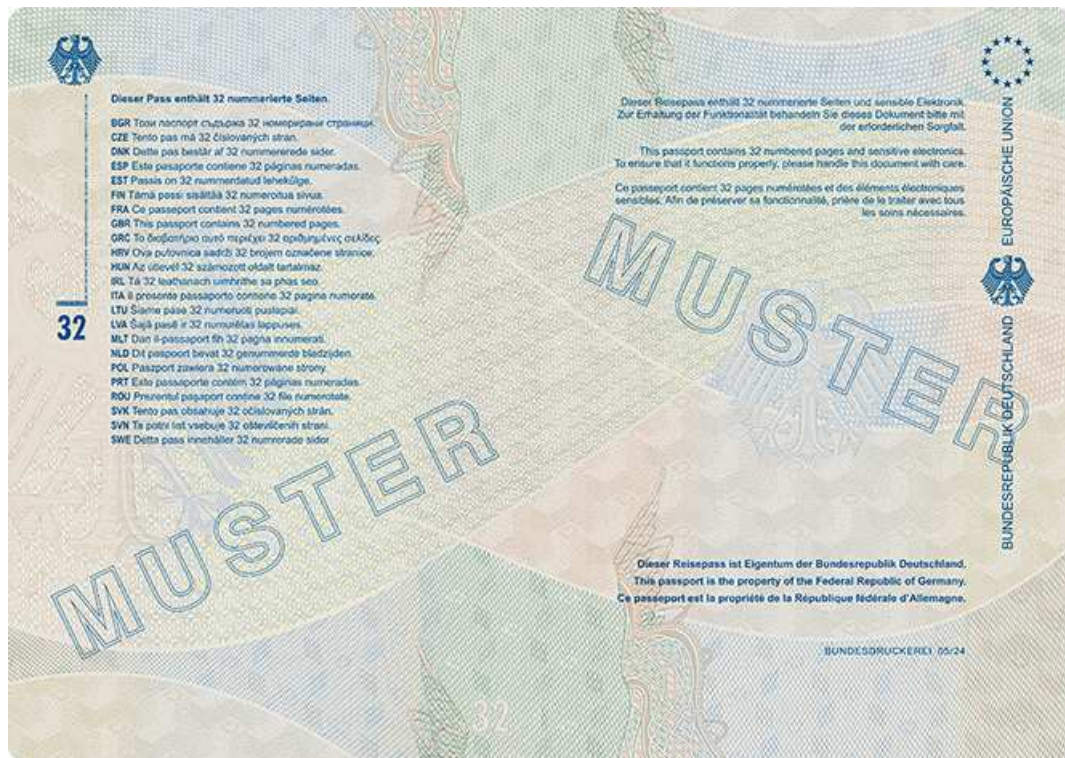 Dieser Pass enthält 32 nummerierte Seiten.
BGR Този паспорт съдържа 32 номерирани страници.
CZE Tento pas má 32 číslovaných stran.
DNK Dette pas består af 32 nummererede sider.
ESP Este pasaporte contiene 32 páginas numeradas.
EST Passis on 32 nummerdatud lehekülge.
FIN Tämä passi sisältää 32 numeroitua sivua.
FRA Ce passeport contient 32 pages numérotées.
GBR This passport contains 32 numbered pages.
GRC Το διαβατήριο αυτό περιέχει 32 αριθμημένες σελίδες.
HRV Ova putovnica sadrži 32 brojem označene stranice.
HUN Az útlevél 32 számozott oldalt tartalmaz.
IRL Tá 32 leathanach uimhrithe sa phas seo.
ITA Il presente passaporto contiene 32 pagine numerate.
LTU Šiame pase 32 numeruoti puslapiai.
LVA Šajā pasē ir 32 numurētas lappuses.
MLT Dan il-passaport fih 32 paġna innumerati.
NLD Dit paspoort bevat 32 genummerde bladzijden.
POL Paszport zawiera 32 numerowane strony.
PRT Este passaporte contém 32 páginas numeradas.
ROU Prezentul paşaport conţine 32 file numerotate.
SVK Tento pas obsahuje 32 očíslovaných strán.
SVN Ta potni list vsebuje 32 oštevilčenih strani.
SWE Detta pass innehåller 32 numrerade sidor.
32
MUSTER
32
Dieser Reisepass enthält 32 nummerierte Seiten und sensible Elektronik.
Zur Erhaltung der Funktionalität behandeln Sie dieses Dokument bitte mit
der erforderlichen Sorgfalt.
This passport contains 32 numbered pages and sensitive electronics.
To ensure that it functions properly, please handle this document with care.
Ce passeport contient 32 pages numérotées et des éléments électroniques
sensibles. Afin de préserver sa fonctionnalité, prière de le traiter avec tous
les soins nécessaires.
MUSTER
BUNDESREPUBLIK DEUTSCHLAND EUROPÄISCHE UNION
Dieser Reisepass ist Eigentum der Bundesrepublik Deutschland.
This passport is the property of the Federal Republic of Germany.
Ce passeport est la propriété de la République fédérale d'Allemagne.
BUNDESDRUCKEREI 05/24